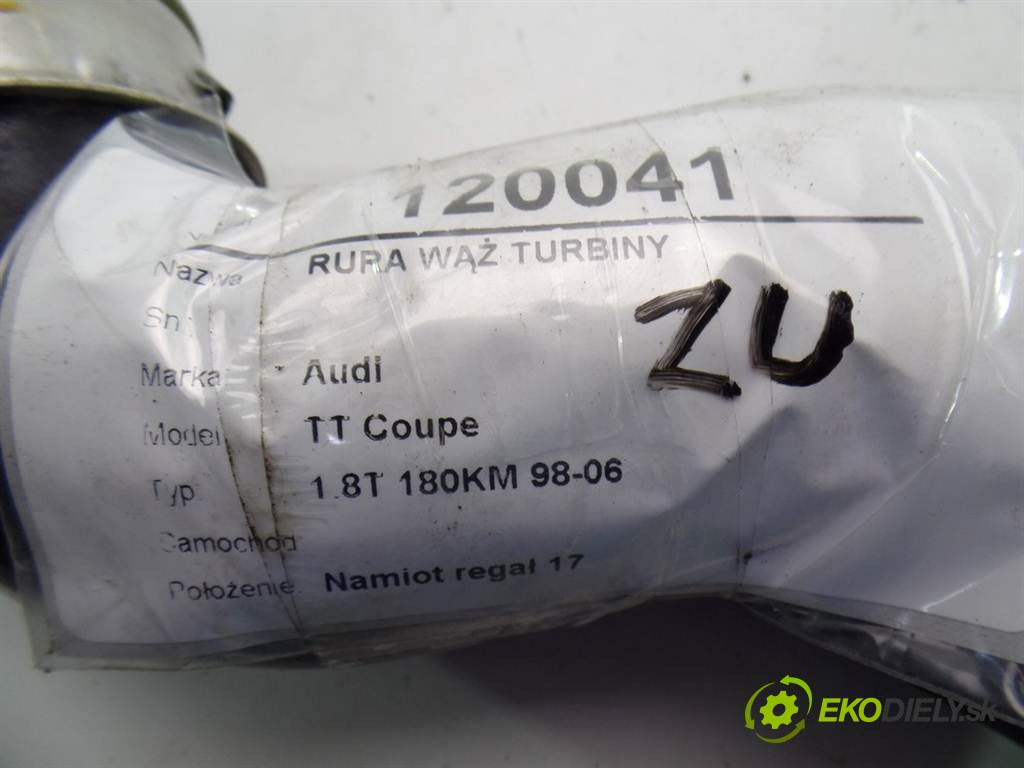 120041
Nazwa RURA WĄŻ TURBINY
Sn
ZU
Marka Audi
Model TT Coupe
Typ 1.8T 180KM 98-06
Samochód
Położenie: Namiot regał 17
EKODIELY.sk